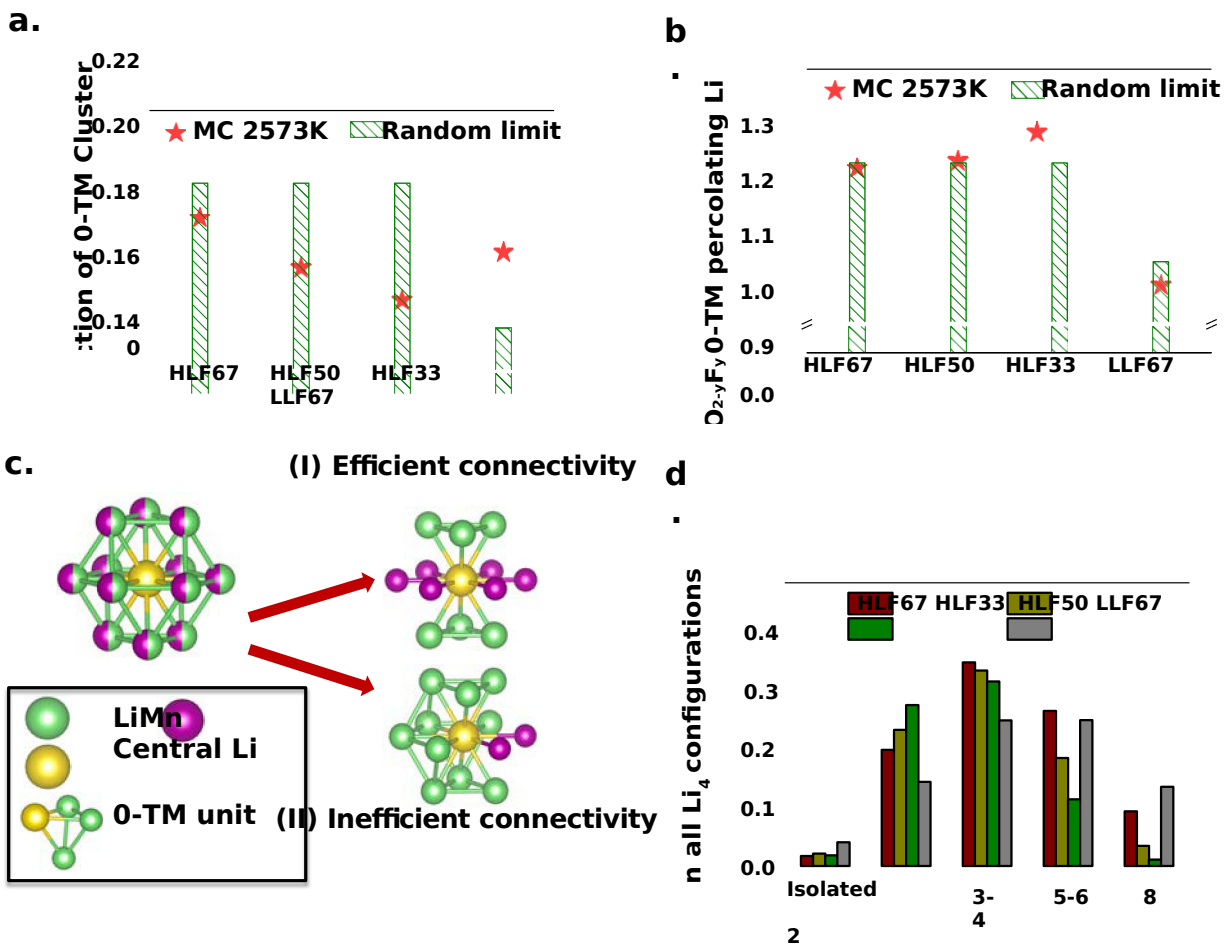 a.
0.22
0.20
0.18
0.16
0.14
0
ction of 0-TM Cluster
MC 2573K Random limit
HLF67 HLF50 HLF33
LLF67
b
.
1.3
1.2
1.1
1.0
0.9
0.0
O2-yFy 0-TM percolating Li
MC 2573K Random limit
HLF67 HLF50 HLF33 LLF67
c.
(I) Efficient connectivity
LiMn
Central Li
0-TM unit
(II) Inefficient connectivity
d
.
n all Li4 configurations
HLF67 HLF33 HLF50 LLF67
0.4
0.3
0.2
0.1
0.0
Isolated
2
3-
4
5-6
8